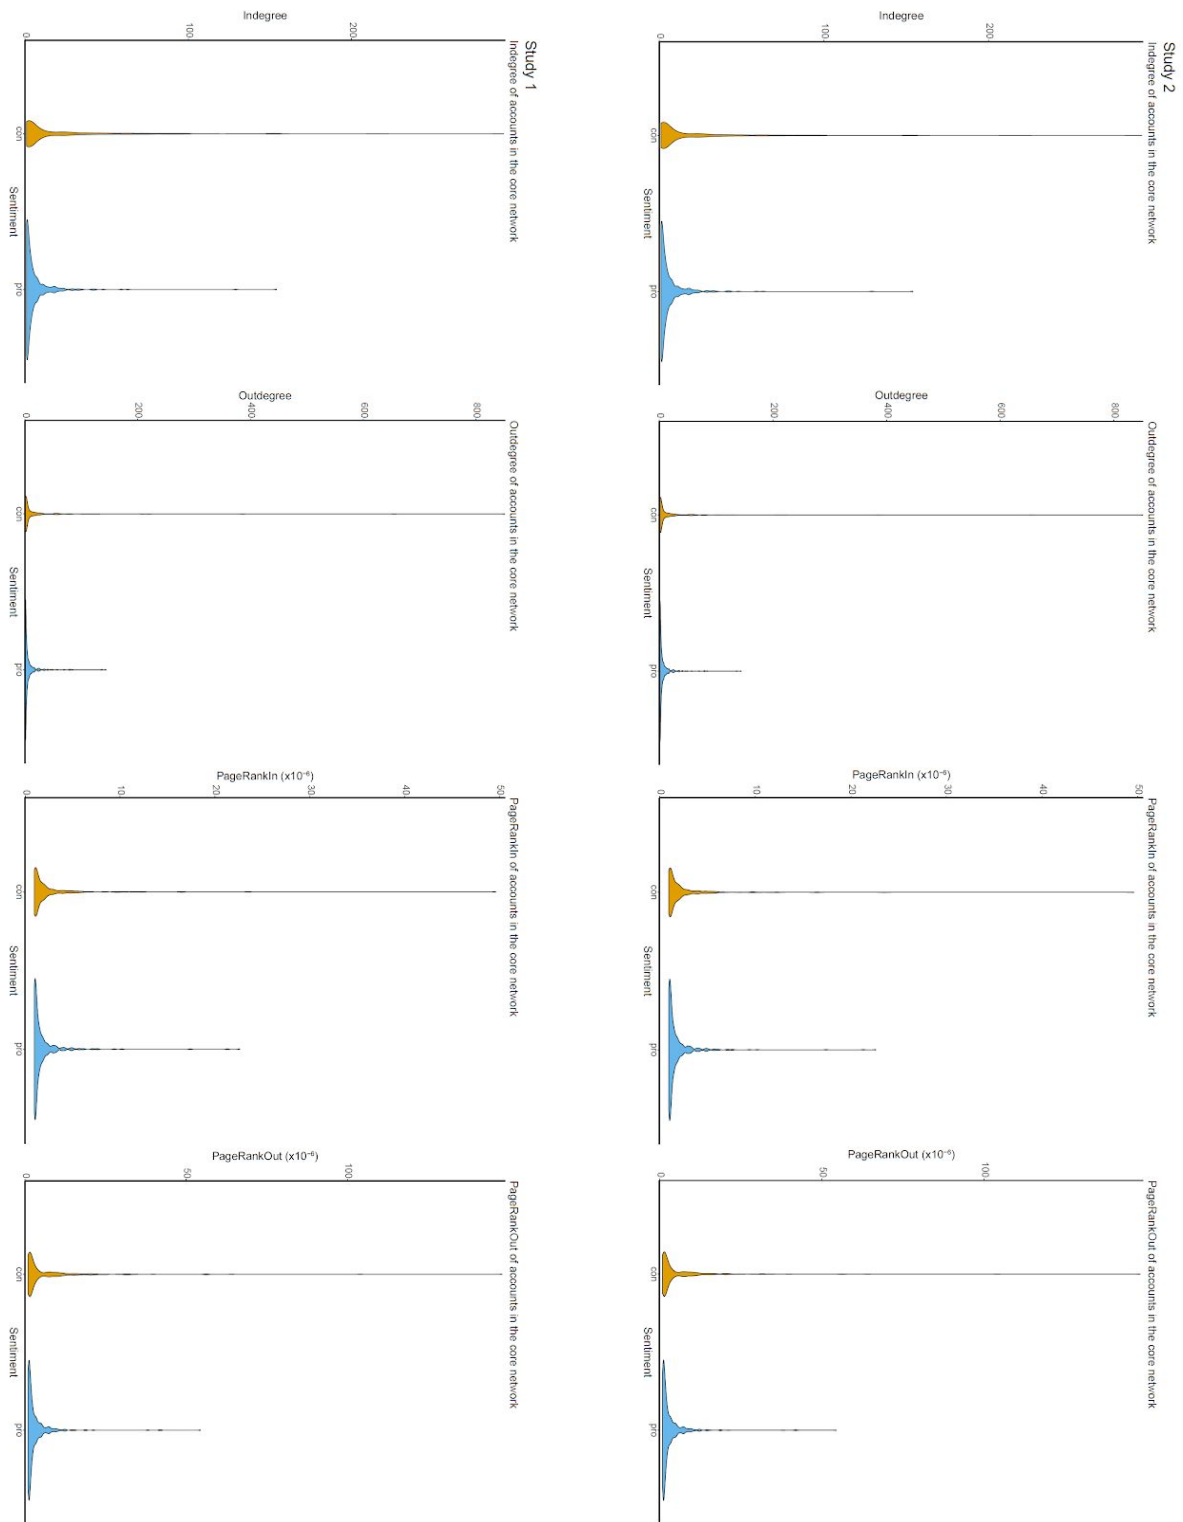 Study 2
Indegree of accounts in the core network
Indegree
200
100
0
con
pro
Sentiment
Outdegree of accounts in the core network
Outdegree
800
600
400
200
0
con
pro
Sentiment
PageRankIn of accounts in the core network
PageRankIn (x10⁻⁶)
50
40
30
20
10
0
con
pro
Sentiment
PageRankOut of accounts in the core network
PageRankOut (x10⁻⁶)
100
50
0
con
pro
Sentiment
Study 1
Indegree of accounts in the core network
Indegree
200
100
0
con
pro
Sentiment
Outdegree of accounts in the core network
Outdegree
800
600
400
200
0
con
pro
Sentiment
PageRankIn of accounts in the core network
PageRankIn (x10⁻⁶)
50
40
30
20
10
0
con
pro
Sentiment
PageRankOut of accounts in the core network
PageRankOut (x10⁻⁶)
100
50
0
con
pro
Sentiment